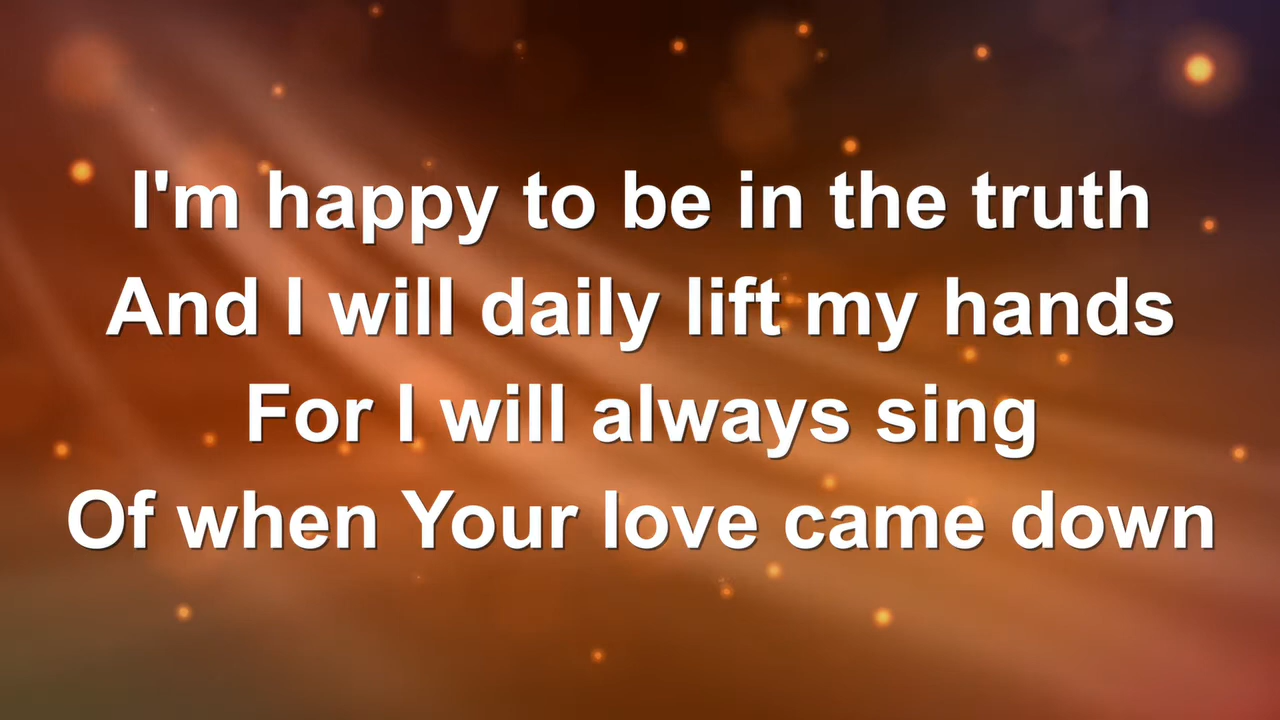 I'm happy to be in the truth
And I will daily lift my hands
For I will always sing
Of when Your love came down